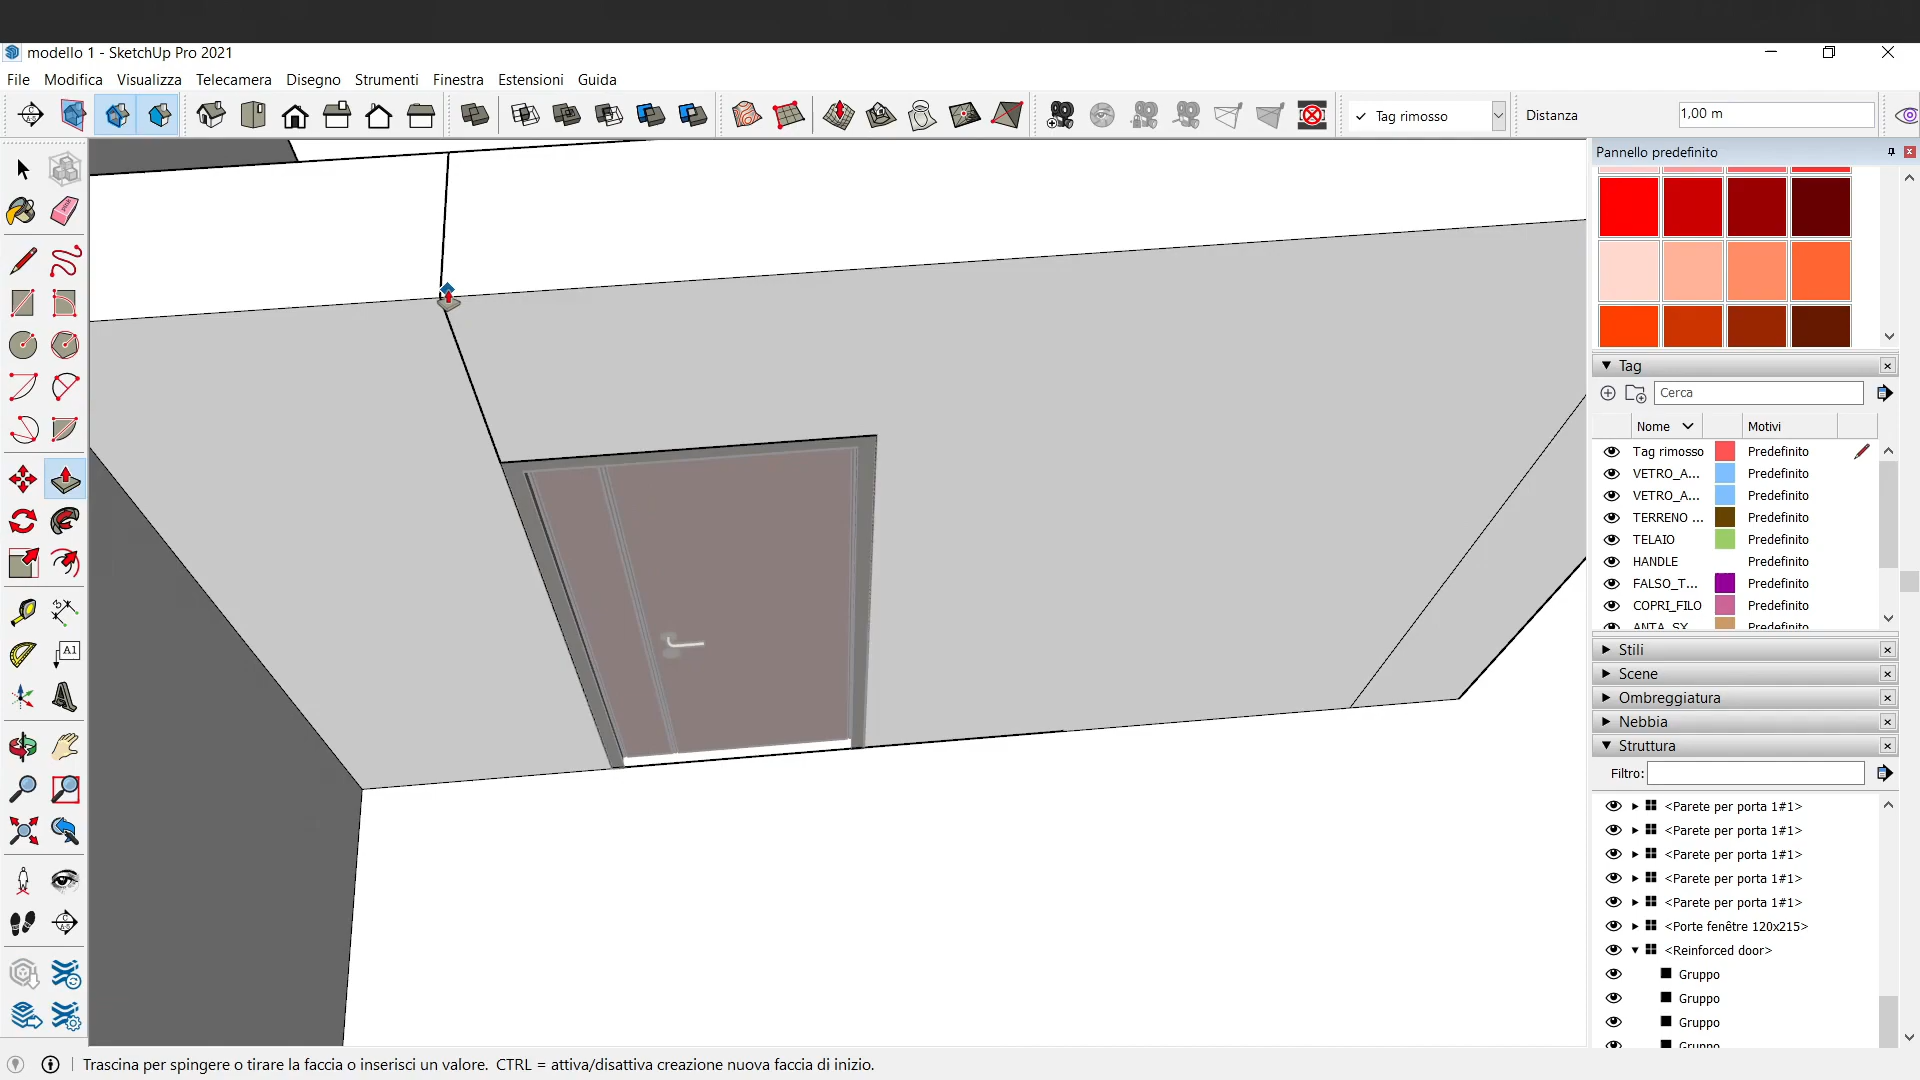 modello 1 - SketchUp Pro 2021
File Modifica Visualizza Telecamera Disegno Strumenti Finestra Estensioni Guida
Tag rimosso
Distanza
1,00 m
Pannello predefinito
Tag
Cerca
Nome Motivi
Tag rimosso Predefinito
VETRO_A... Predefinito
VETRO_A... Predefinito
TERRENO ... Predefinito
TELAIO Predefinito
HANDLE Predefinito
FALSO_T... Predefinito
COPRI_FILO Predefinito
ANTA_SX Predefinito
Stili
Scene
Ombreggiatura
Nebbia
Struttura
Filtro:
<Parete per porta 1#1>
<Parete per porta 1#1>
<Parete per porta 1#1>
<Parete per porta 1#1>
<Parete per porta 1#1>
<Porte fenêtre 120x215>
<Reinforced door>
Gruppo
Gruppo
Gruppo
Gruppo
A1
Trascina per spingere o tirare la faccia o inserisci un valore. CTRL = attiva/disattiva creazione nuova faccia di inizio.